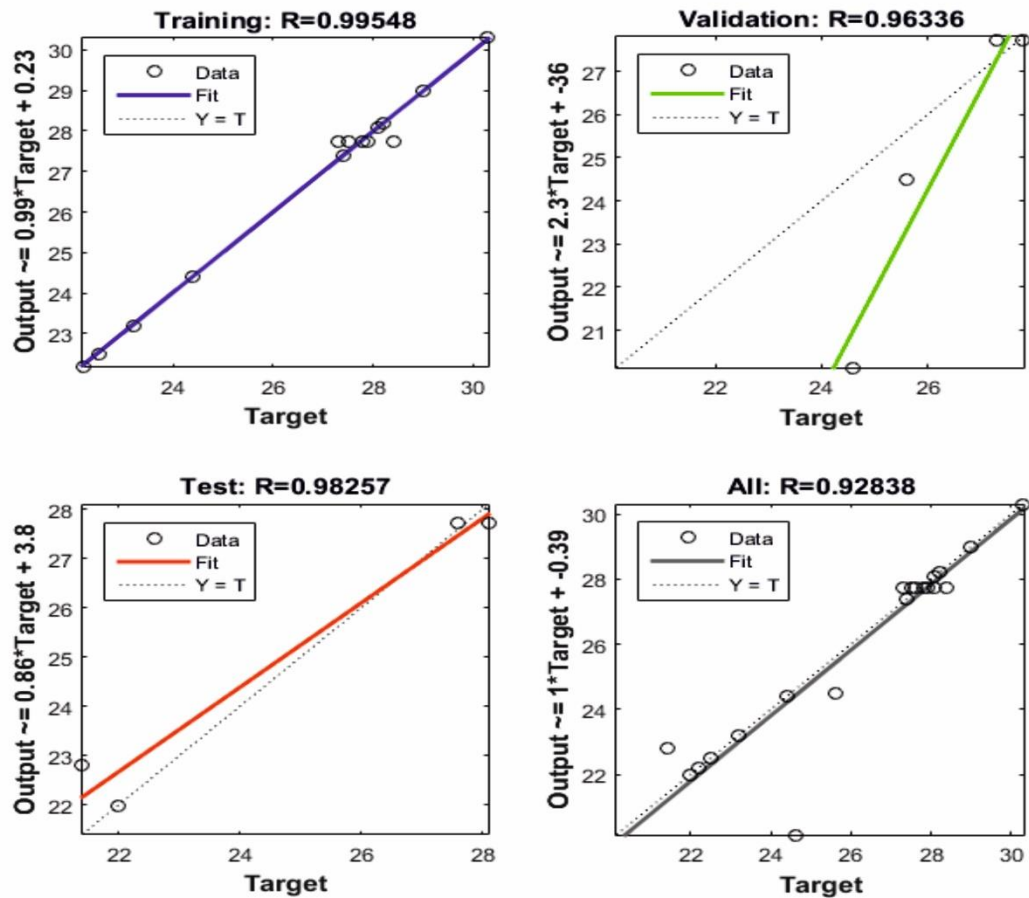 Training: R=0.99548
Output ~= 0.99*Target + 0.23
30
29
28
27
26
25
24
23
Data
Fit
Y = T
24
26
28
30
Target
Validation: R=0.96336
Output ~= 2.3*Target + -36
27
26
25
24
23
22
21
Data
Fit
Y = T
22
24
26
Target
Test: R=0.98257
Output ~= 0.86*Target + 3.8
28
27
26
25
24
23
22
Data
Fit
Y = T
22
24
26
28
Target
All: R=0.92838
Output ~= 1*Target + -0.39
30
28
26
24
22
Data
Fit
Y = T
22
24
26
28
30
Target